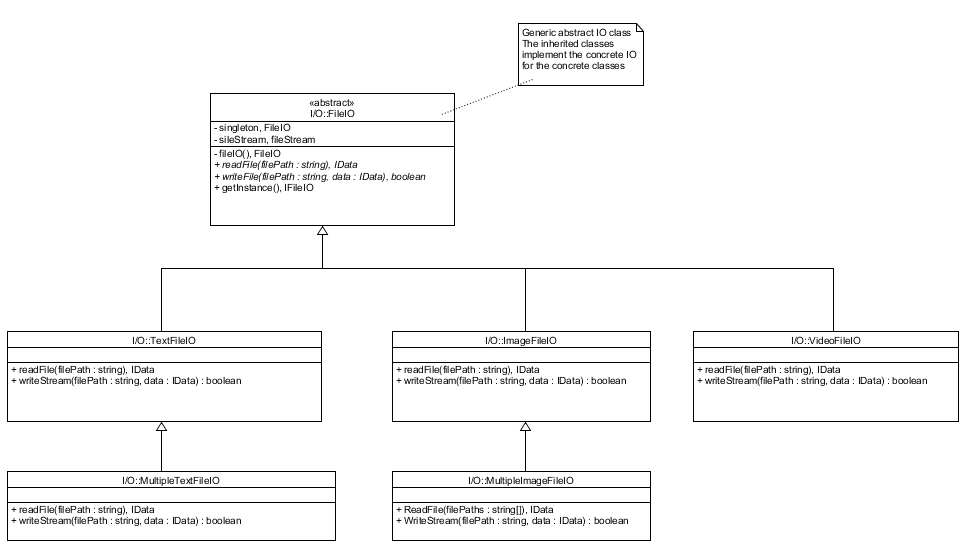 Generic abstract IO class
The inherited classes
implement the concrete IO
for the concrete classes
«abstract»
I/O::FileIO
- singleton, FileIO
- sileStream, fileStream
- fileIO(), FileIO
+ readFile(filePath : string), IData
+ writeFile(filePath : string, data : IData), boolean
+ getInstance(), IFileIO
I/O::TextFileIO
+ readFile(filePath : string), IData
+ writeStream(filePath : string, data : IData) : boolean
I/O::ImageFileIO
+ readFile(filePath : string), IData
+ writeStream(filePath : string, data : IData) : boolean
I/O::VideoFileIO
+ readFile(filePath : string), IData
+ writeStream(filePath : string, data : IData) : boolean
I/O::MultipleTextFileIO
+ readFile(filePath : string), IData
+ writeStream(filePath : string, data : IData) : boolean
I/O::MultipleImageFileIO
+ ReadFile(filePaths : string[]), IData
+ WriteStream(filePath : string, data : IData) : boolean